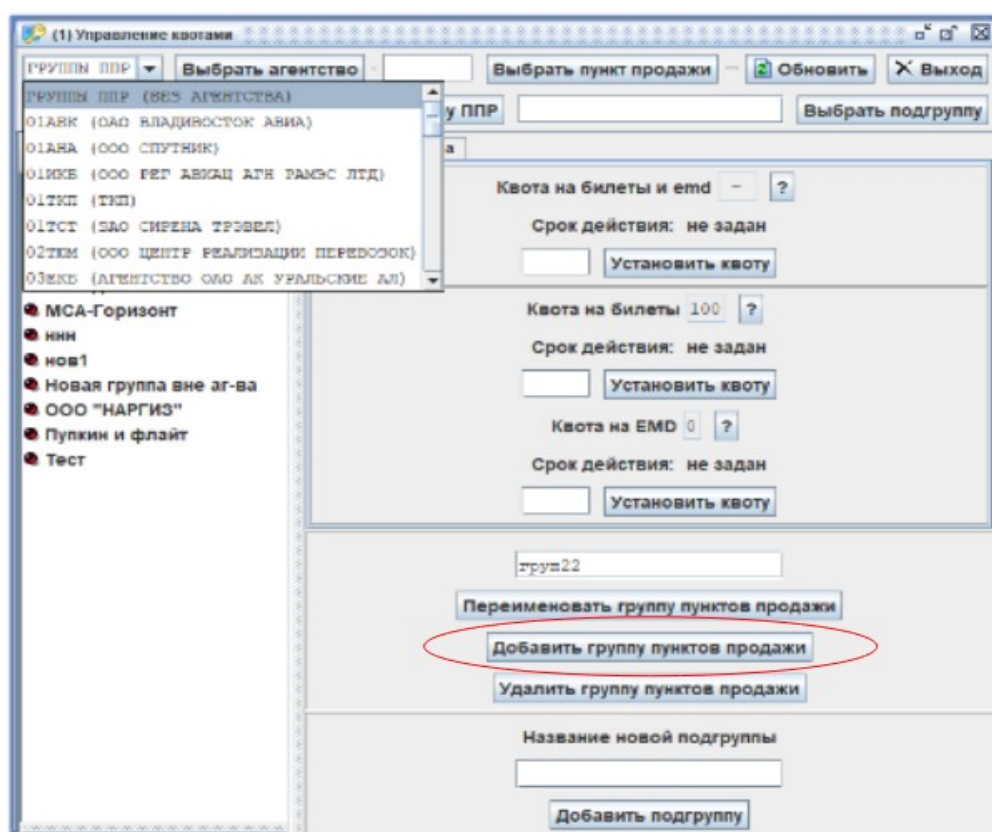 (1) Управление квотами
ГРУППЫ ППР Выбрать агентство Выбрать пункт продажи Обновить Выход
ГРУППЫ ППР (БЕЗ АГЕНТСТВА)
у ППР Выбрать подгруппу
01АВК (ОАО ВЛАДИВОСТОК АВИА)
01АНА (ООО СПУТНИК)
а
01ИКБ (ООО РЕГ АВКАЦ АГН РАМЭС ЛТД)
Квота на билеты и emd - ?
01ТКП (ТКП)
01ТСТ (ЗАО СИРЕНА ТРЭВЕЛ)
Срок действия: не задан
02ТКМ (ООО ЦЕНТР РЕАЛИЗАЦИИ ПЕРЕВОЗОК)
Установить квоту
03ЕКБ (АГЕНТСТВО ОАО АК УРАЛЬСКИЕ АЛ)
МСА-Горизонт
Квота на билеты 100 ?
ннн
Срок действия: не задан
нов1
Новая группа вне аг-ва
Установить квоту
ООО "НАРГИЗ"
Пупкин и флайт
Квота на EMD 0 ?
Тест
Срок действия: не задан
Установить квоту
груп22
Переименовать группу пунктов продажи
Добавить группу пунктов продажи
Удалить группу пунктов продажи
Название новой подгруппы
Добавить подгруппу